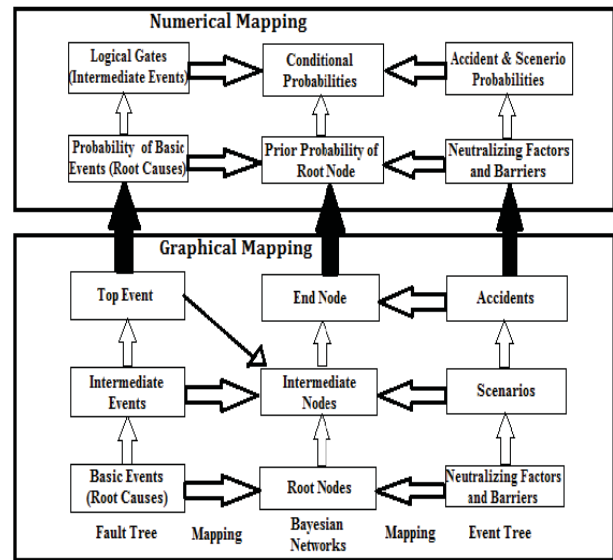 Numerical Mapping
Logical Gates
(Intermediate Events)
Conditional
Probabilities
Accident & Scenerio
Probabilities
Probability of Basic
Events (Root Causes)
Prior Probability of
Root Node
Neutralizing Factors
and Barriers
Graphical Mapping
Top Event
End Node
Accidents
Intermediate
Events
Intermediate
Nodes
Scenarios
Basic Events
(Root Causes)
Root Nodes
Neutralizing Factors
and Barriers
Fault Tree
Mapping
Bayesian
Networks
Mapping
Event Tree